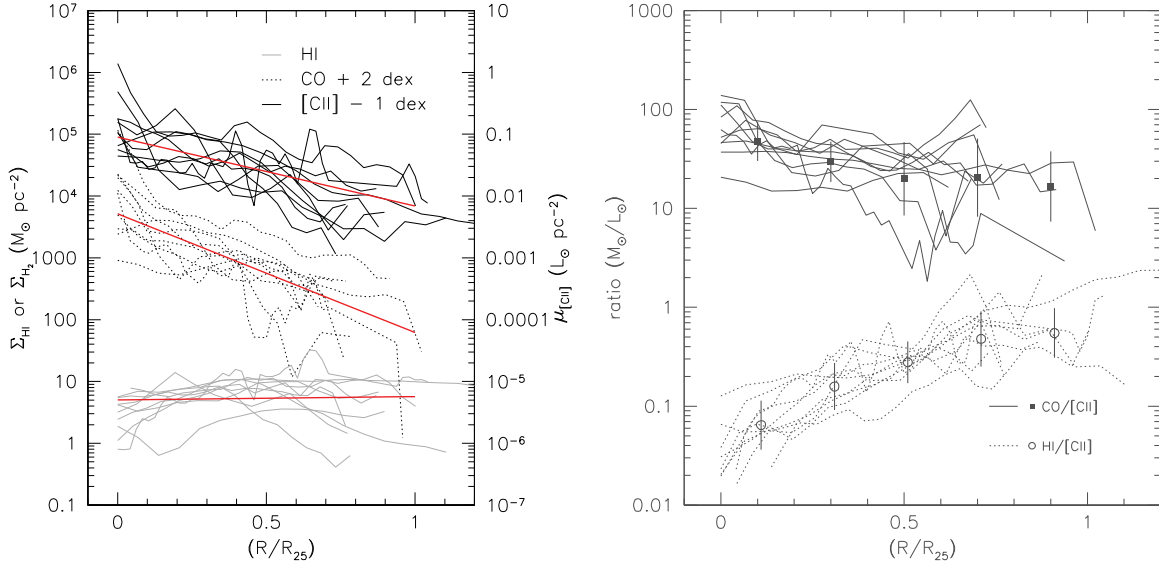 10⁶
10⁵
10⁴
1000
100
10
1
0.1
Σ_HI or Σ_H₂ (M⊙ pc⁻²)
HI
CO + 2 dex
[CII] − 1 dex
10
1
0.1
0.01
0.001
0.0001
10⁻⁵
10⁻⁶
10⁻⁷
μ_[CII] (L⊙ pc⁻²)
0
0.5
1
(R/R₂₅)
1000
100
10
1
0.1
0.01
ratio (M⊙/L⊙)
CO/[CII]
HI/[CII]
0
0.5
1
(R/R₂₅)